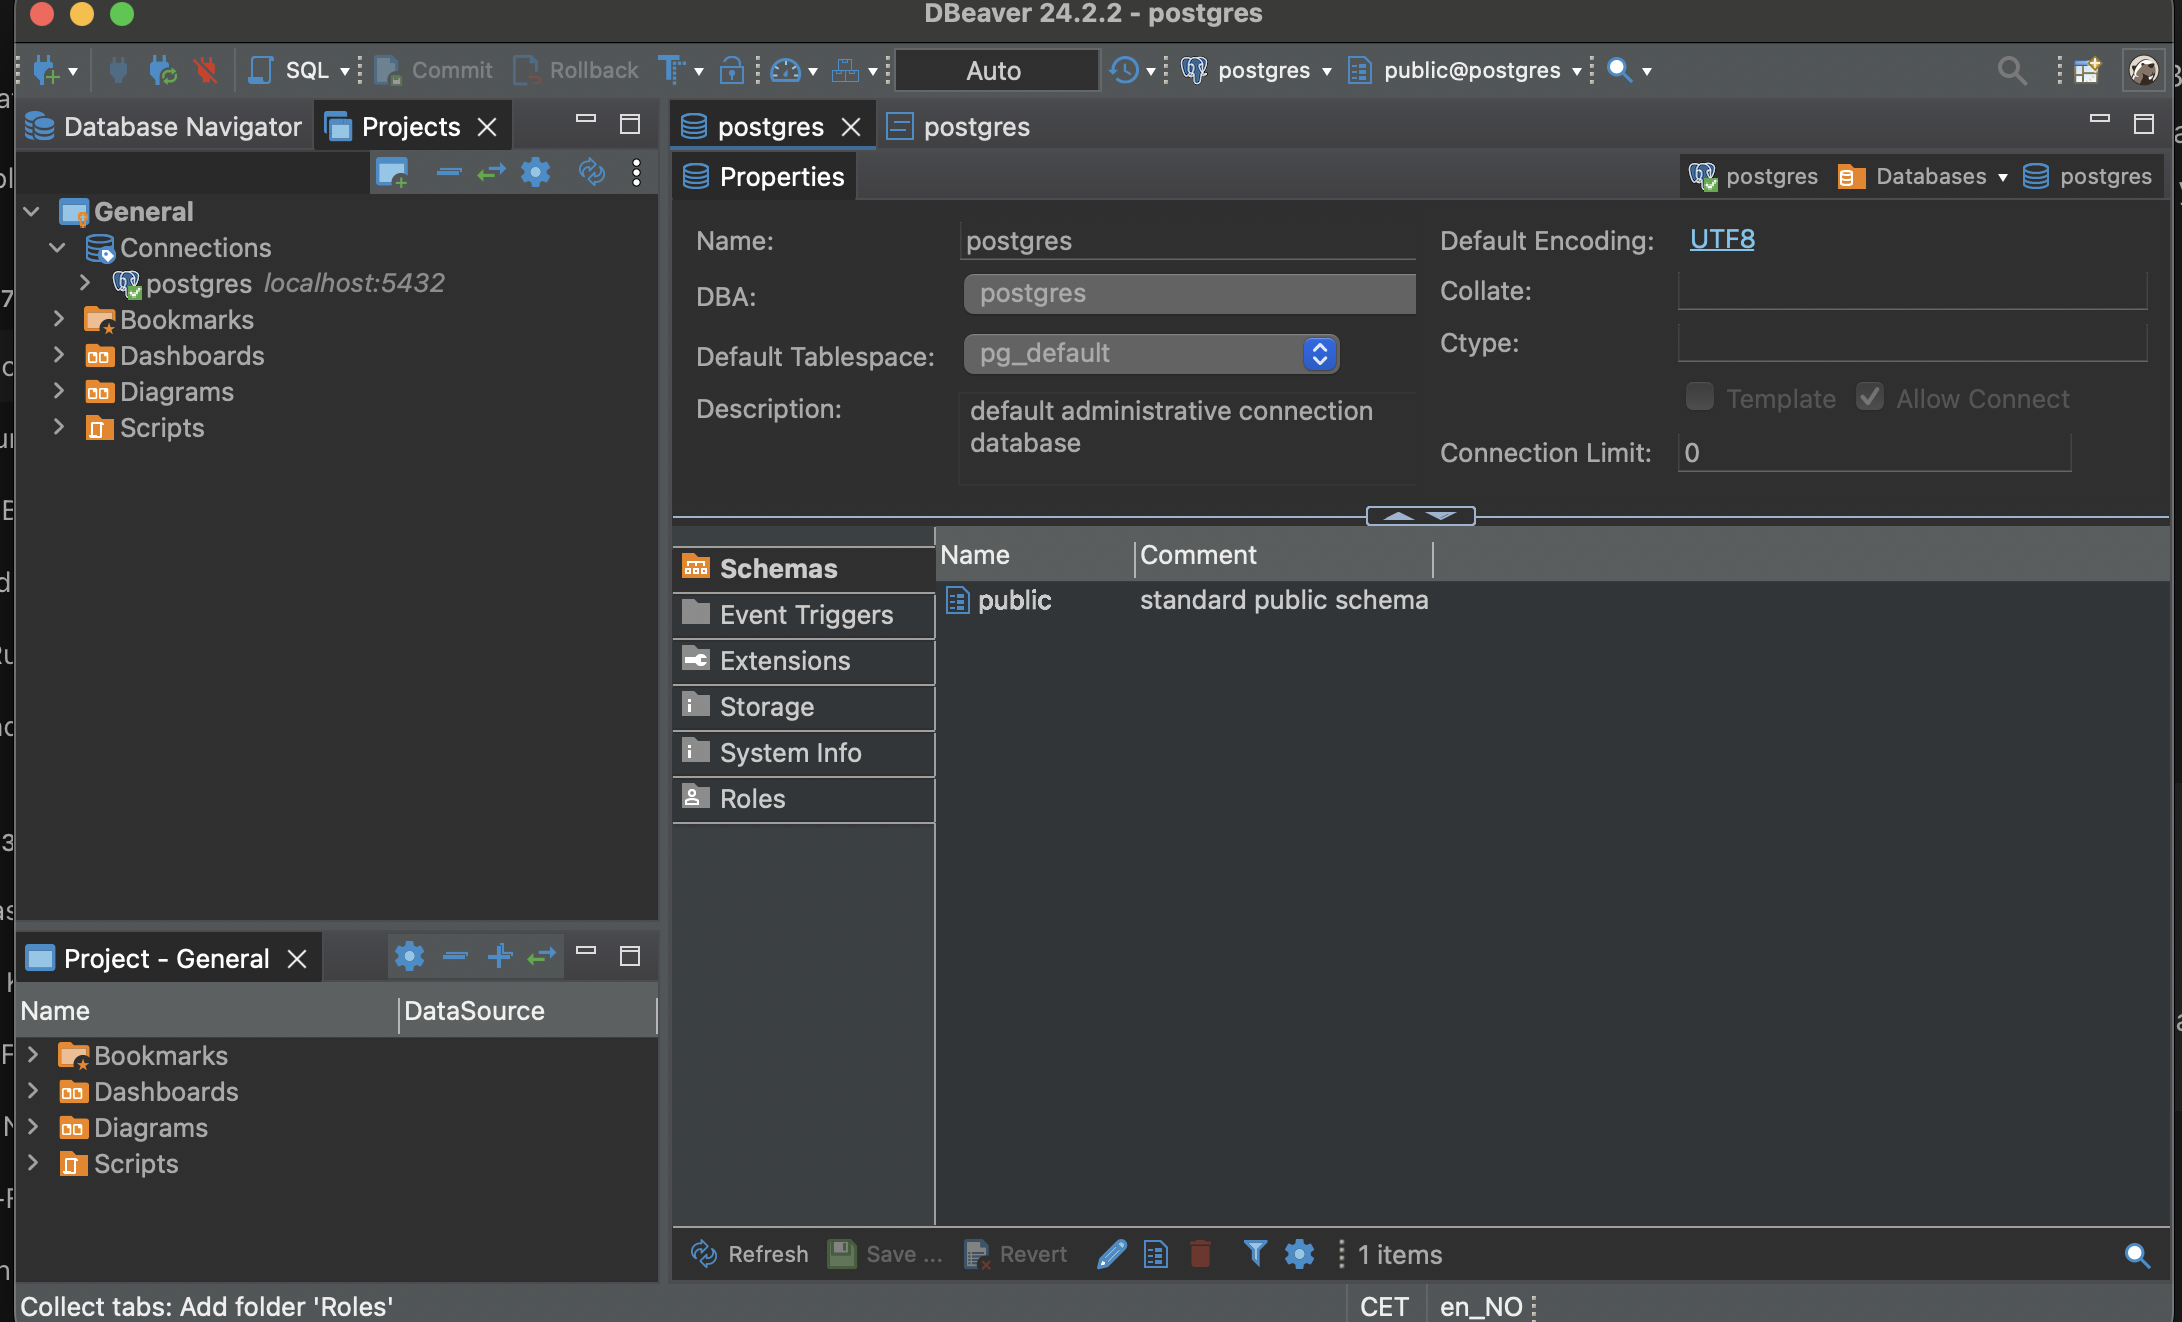 DBeaver 24.2.2 - postgres
SQL Commit Rollback Auto postgres public@postgres
Database Navigator Projects
General
Connections
postgres localhost:5432
Bookmarks
Dashboards
Diagrams
Scripts
postgres postgres
Properties postgres Databases postgres
Name: postgres
DBA: postgres
Default Tablespace: pg_default
Description: default administrative connection
database
Default Encoding: UTF8
Collate:
Ctype:
Template Allow Connect
Connection Limit: 0
Schemas
Event Triggers
Extensions
Storage
System Info
Roles
Name Comment
public standard public schema
Refresh Save ... Revert 1 items
Project - General
Name DataSource
Bookmarks
Dashboards
Diagrams
Scripts
Collect tabs: Add folder 'Roles' CET en_NO